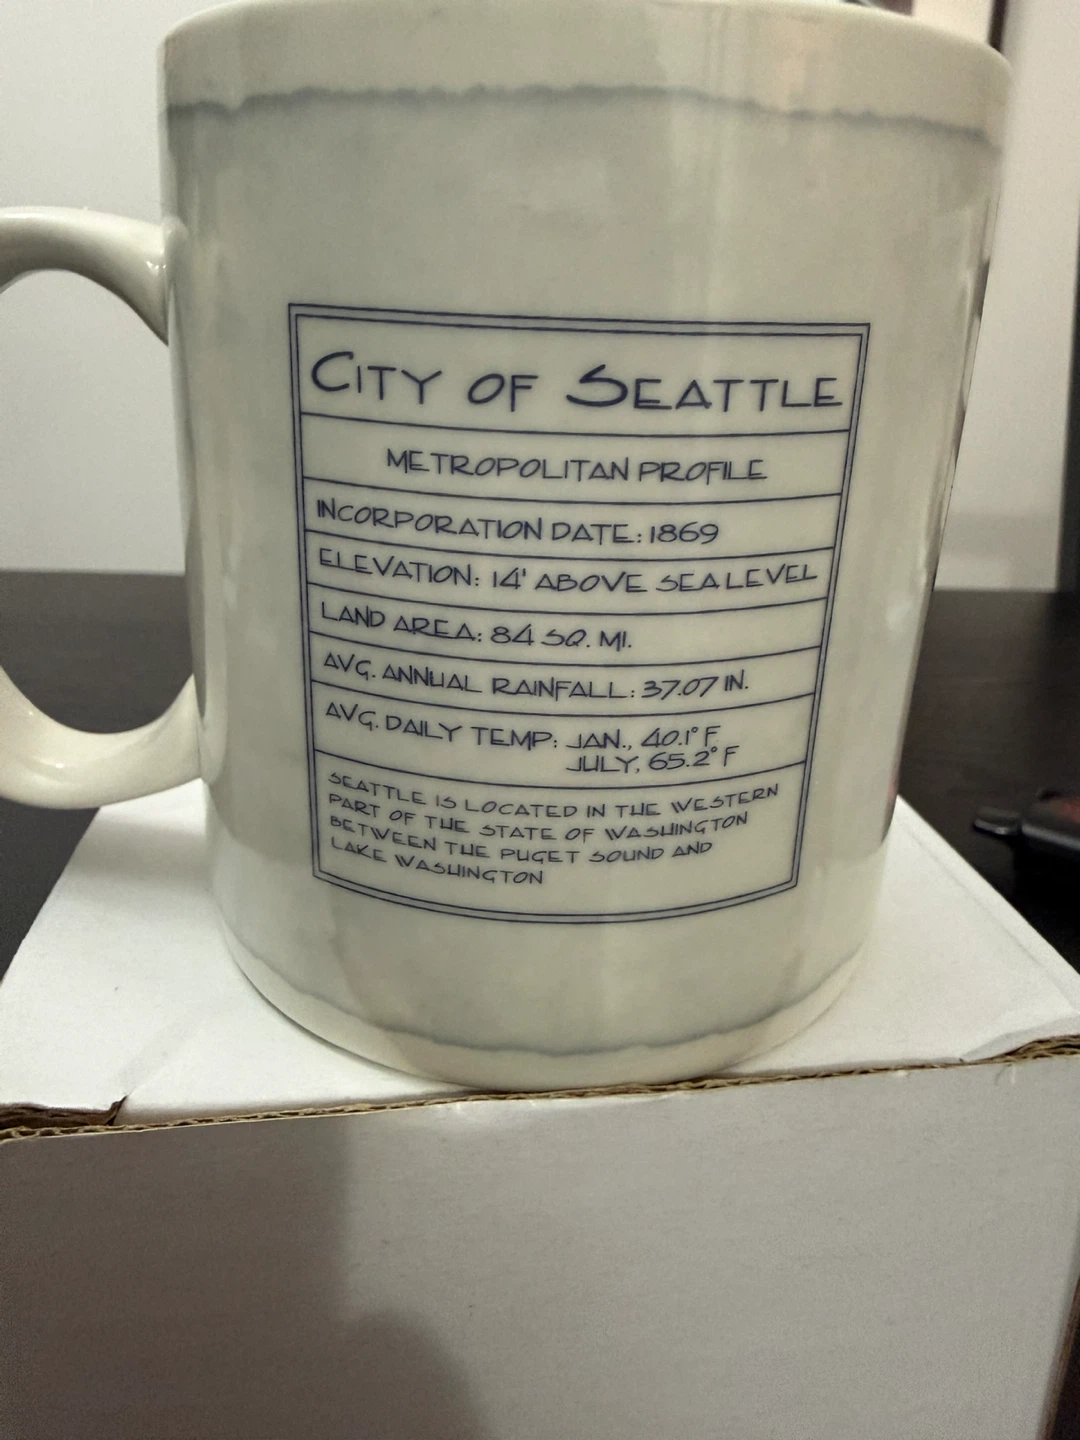 CITY OF SEATTLE
METROPOLITAN PROFILE
INCORPORATION DATE: 1869
ELEVATION: 14' ABOVE SEA LEVEL
LAND AREA: 84 SQ. MI.
AVG. ANNUAL RAINFALL: 37.07 IN.
AVG. DAILY TEMP: JAN., 40.1° F
JULY, 65.2° F
SEATTLE IS LOCATED IN THE WESTERN
PART OF THE STATE OF WASHINGTON
BETWEEN THE PUGET SOUND AND
LAKE WASHINGTON